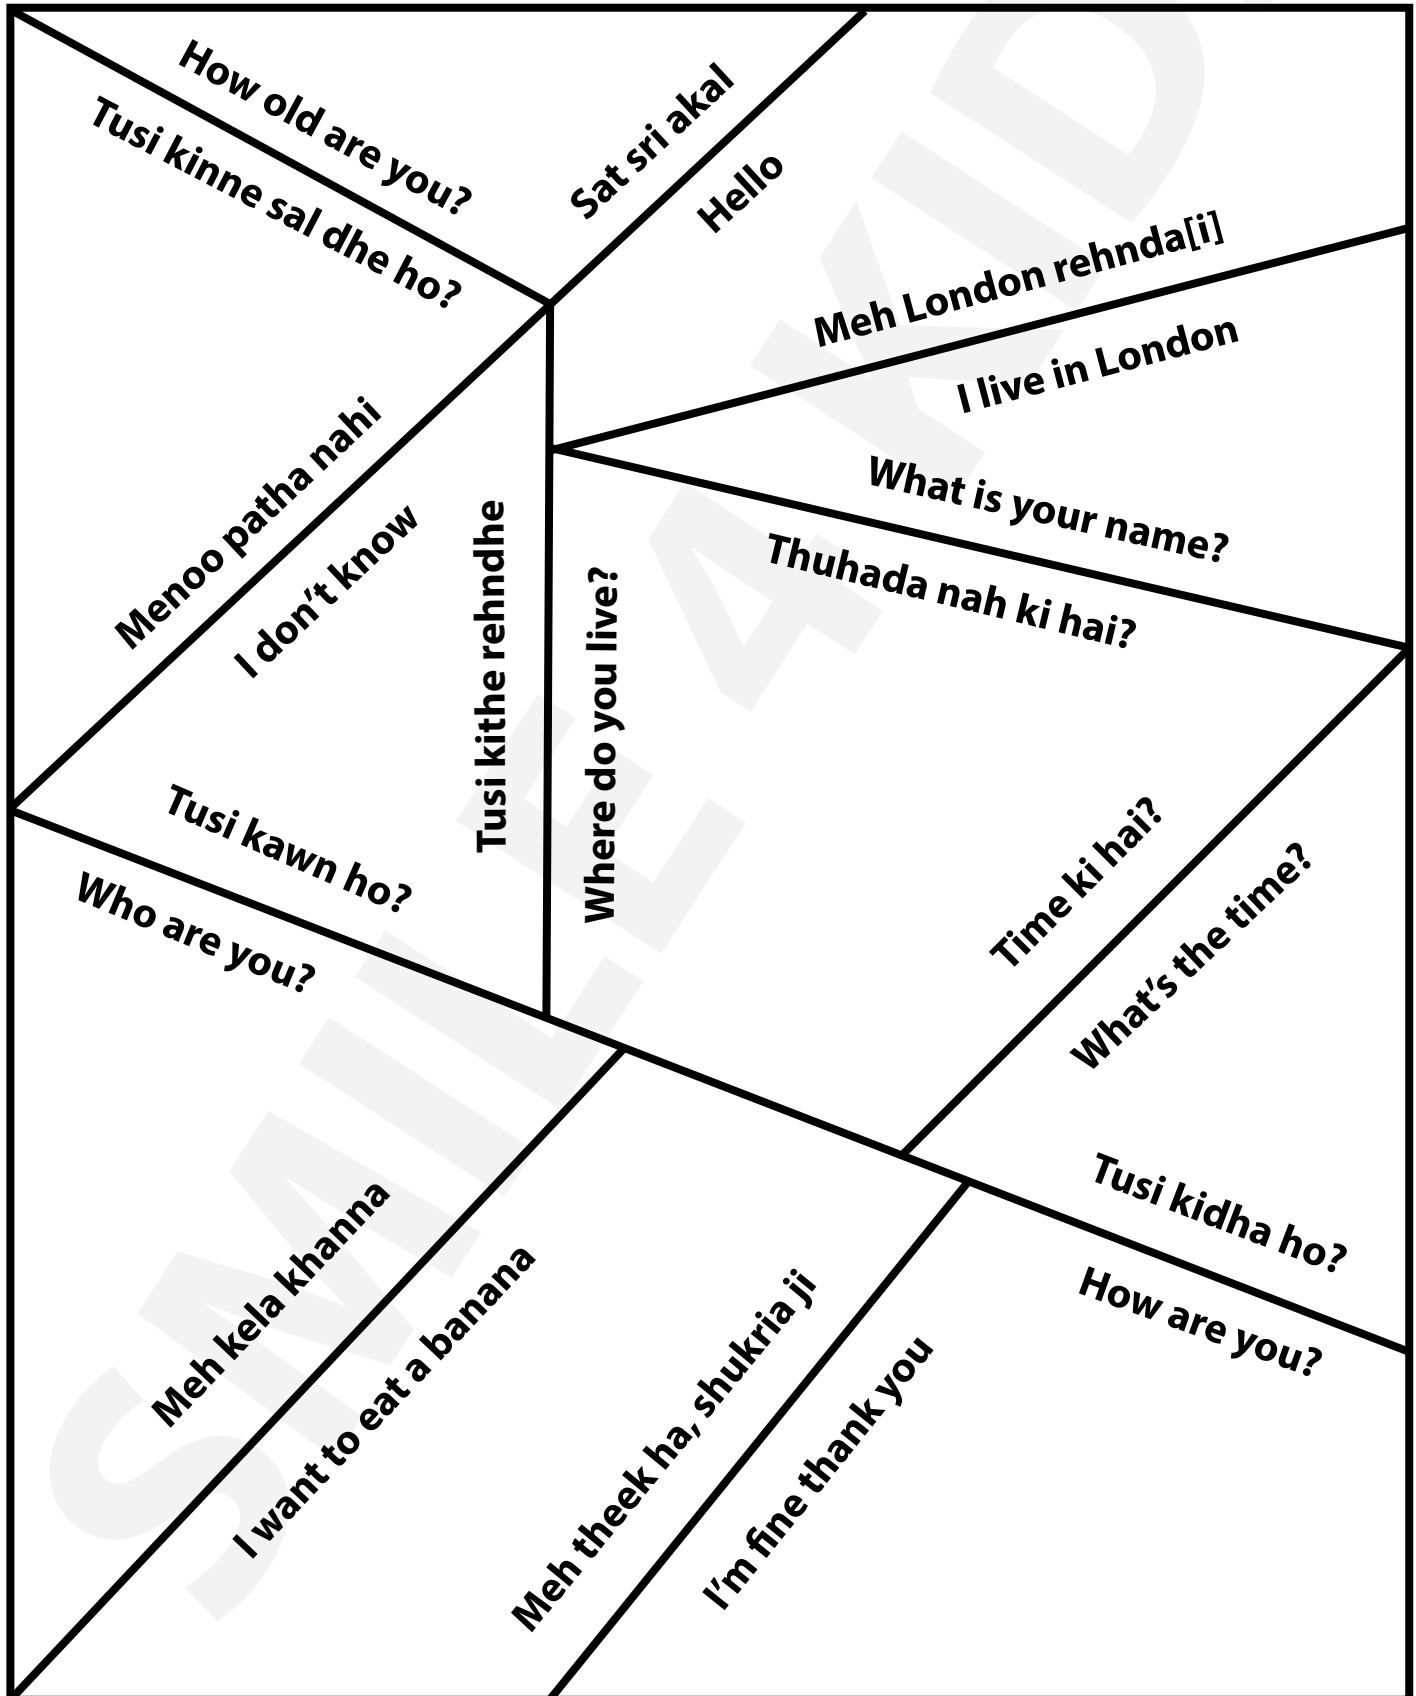 How old are you?
Tusi kinne sal dhe ho?
Sat sri akal
Hello
Meh London rehnda[i]
I live in London
What is your name?
Thuhada nah ki hai?
Menoo patha nahi
I don't know
Tusi kithe rehndhe
Where do you live?
Tusi kawn ho?
Who are you?
Time ki hai?
What's the time?
Tusi kidha ho?
How are you?
Meh kela khanna
I want to eat a banana
Meh theek ha, shukria ji
I'm fine thank you
SMILE A KID